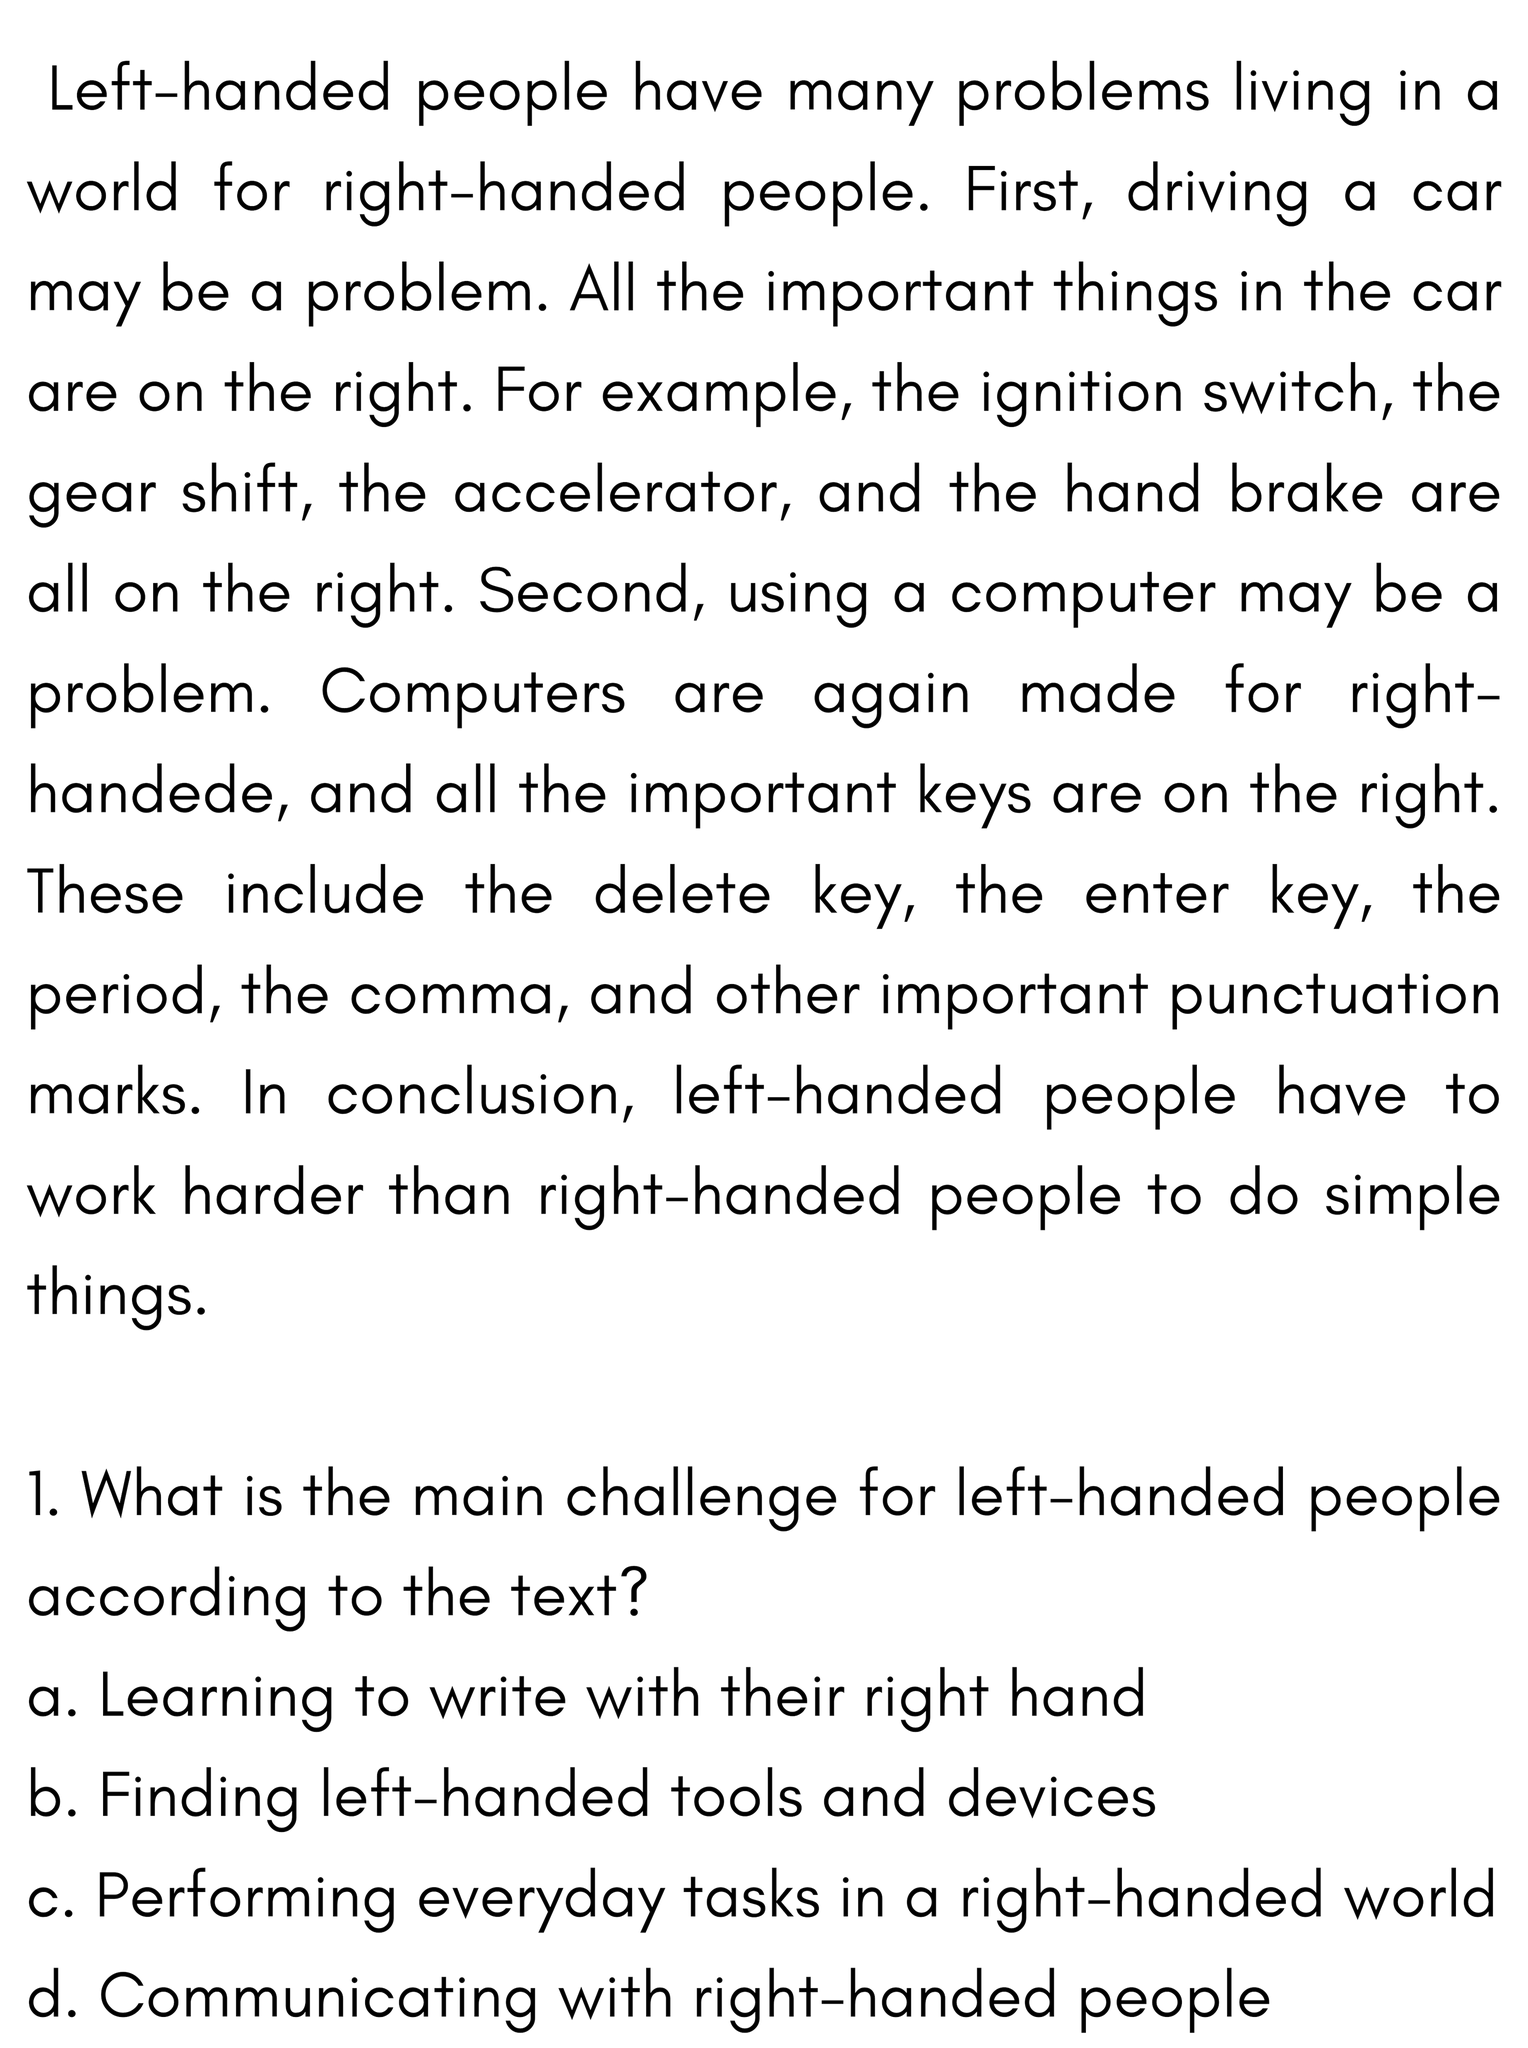 Left-handed people have many problems living in a
world for right-handed people. First, driving a car
may be a problem. All the important things in the car
are on the right. For example, the ignition switch, the
gear shift, the accelerator, and the hand brake are
all on the right. Second, using a computer may be a
problem. Computers are again made for right-
handede, and all the important keys are on the right.
These include the delete key, the enter key, the
period, the comma, and other important punctuation
marks. In conclusion, left-handed people have to
work harder than right-handed people to do simple
things.
1. What is the main challenge for left-handed people
according to the text?
a. Learning to write with their right hand
b. Finding left-handed tools and devices
c. Performing everyday tasks in a right-handed world
d. Communicating with right-handed people